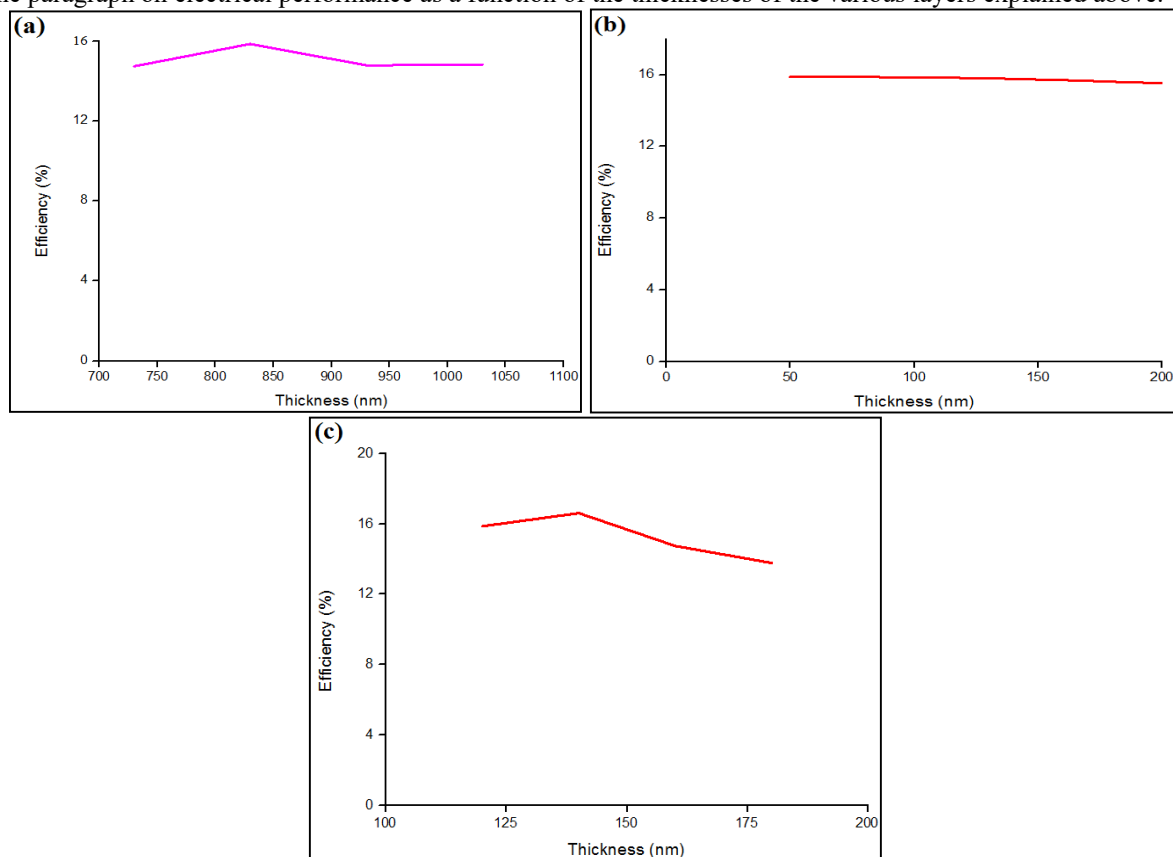 he paragraph on electrical performance as a function of the thicknesses of the various layers explained above.
(a)
16
12
8
4
0
Efficiency (%)
700 750 800 850 900 950 1000 1050 1100
Thickness (nm)
(b)
16
12
8
4
0
Efficiency (%)
0 50 100 150 200
Thickness (nm)
(c)
20
16
12
8
4
0
Efficiency (%)
100 125 150 175 200
Thickness (nm)